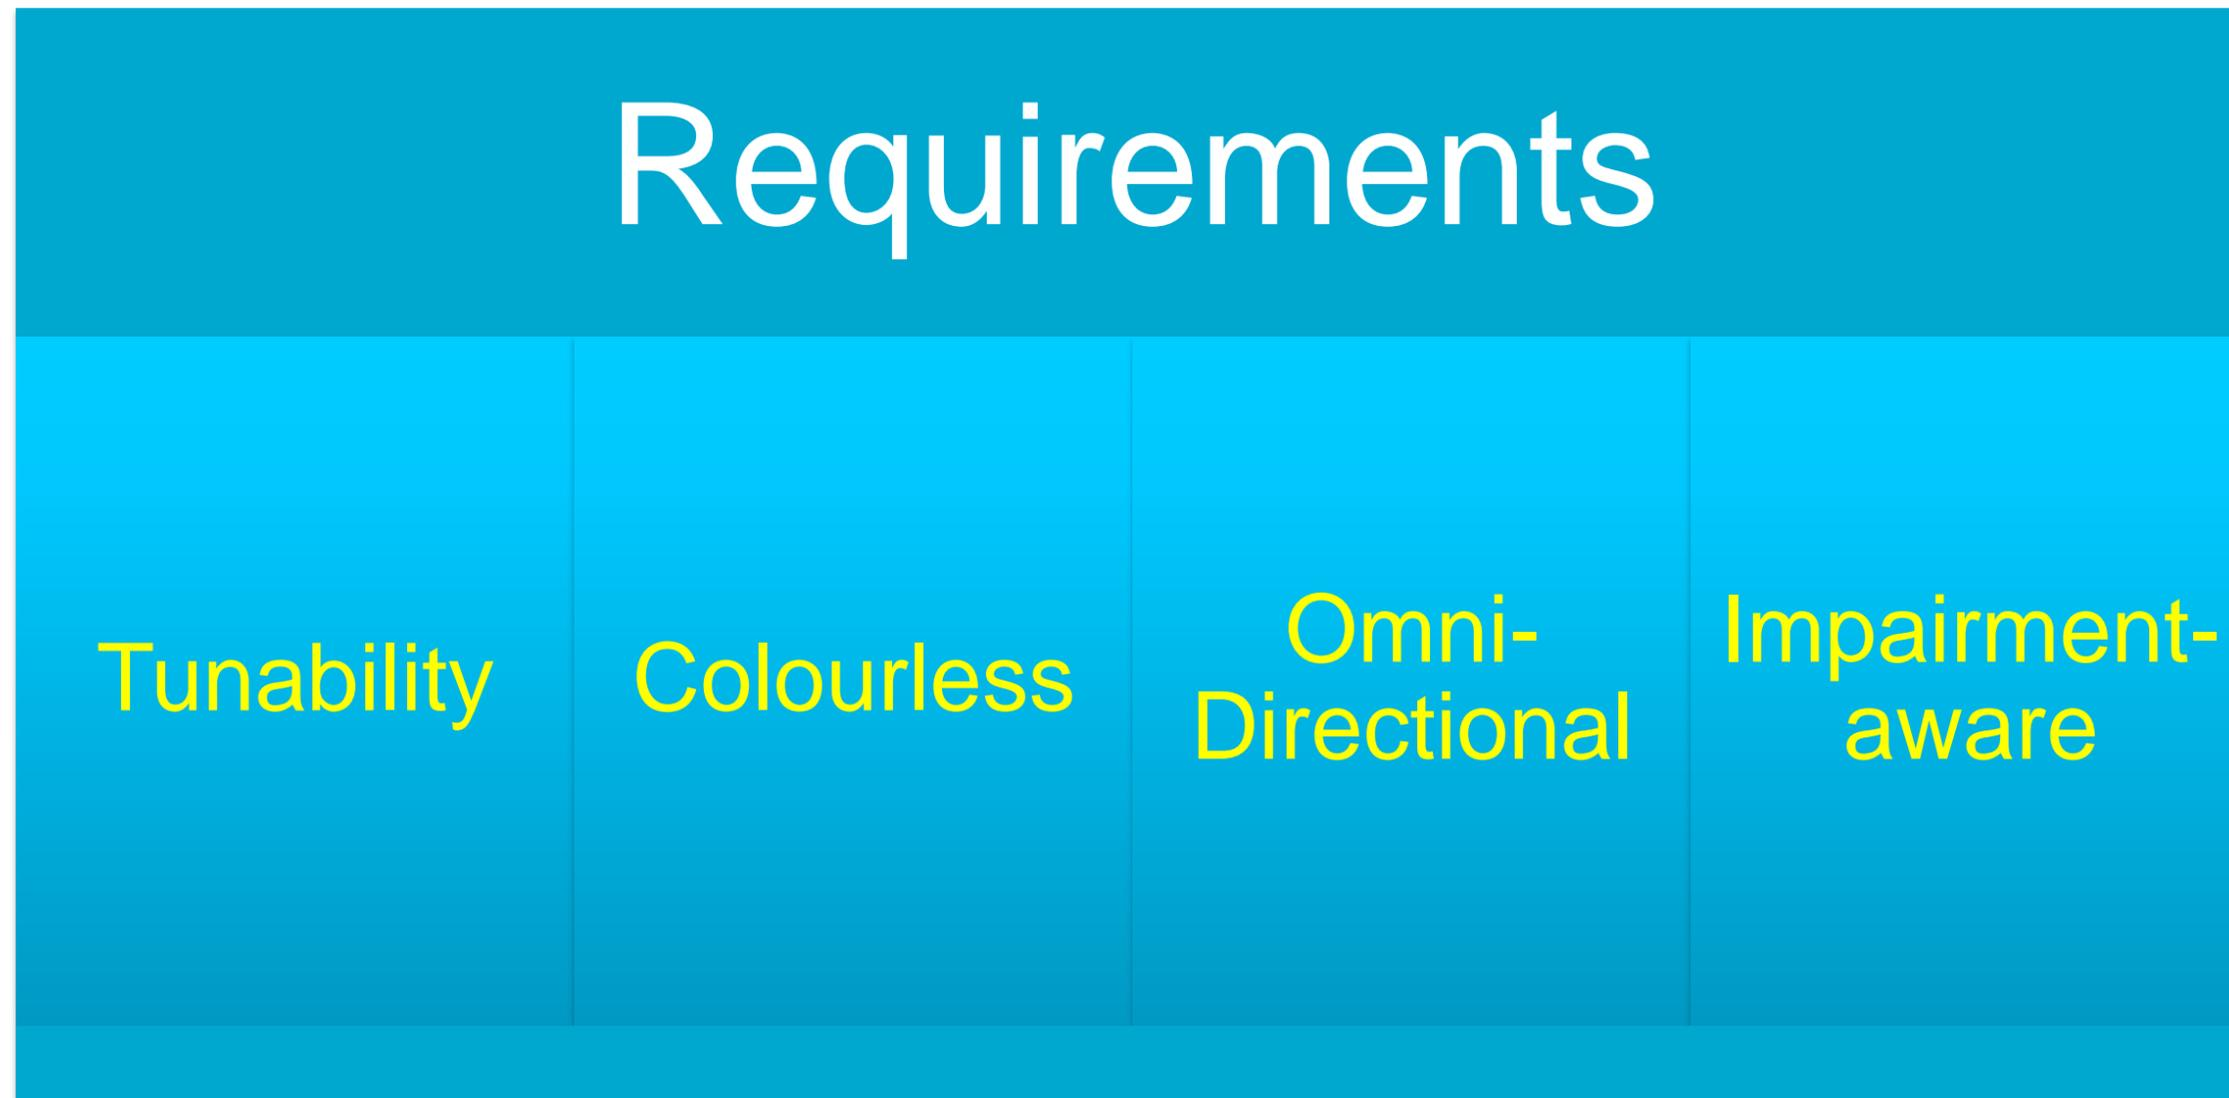 Requirements
Tunability
Colourless
Omni-
Directional
Impairment-
aware